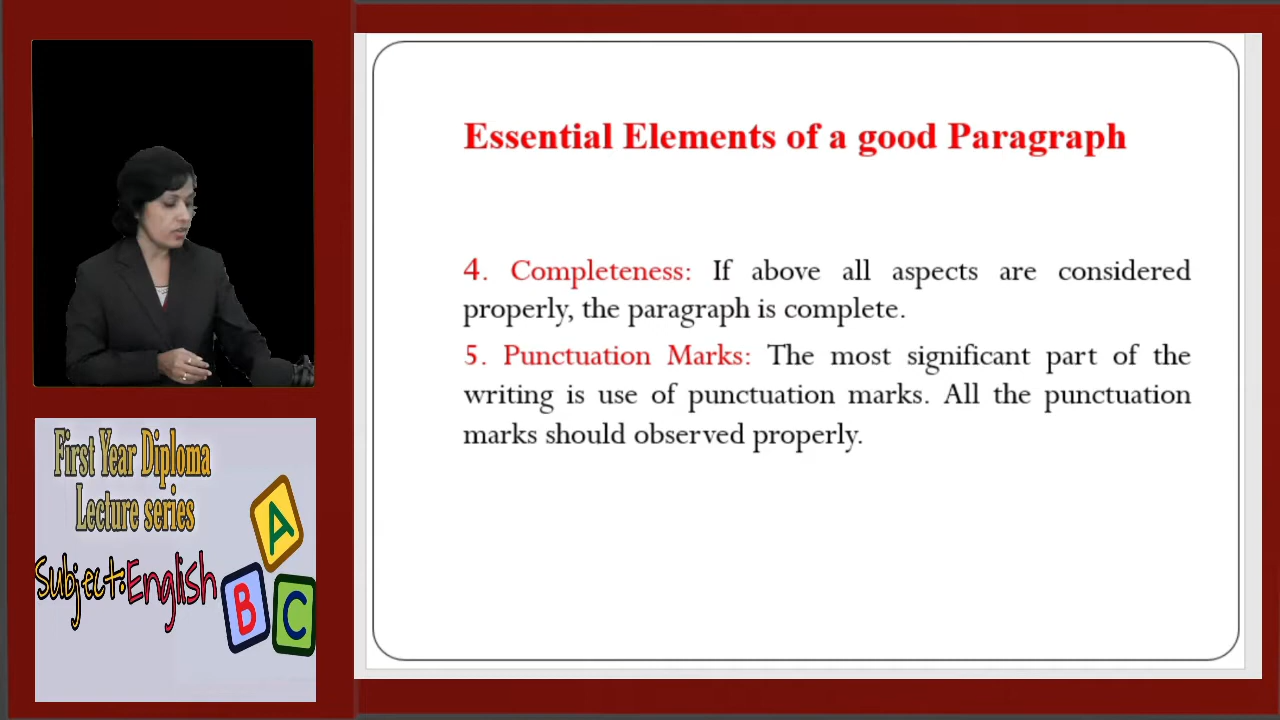 Essential Elements of a good Paragraph
4. Completeness: If above all aspects are considered
properly, the paragraph is complete.
5. Punctuation Marks: The most significant part of the
writing is use of punctuation marks. All the punctuation
marks should observed properly.
First Year Diploma
Lecture series
Subject:English
A
B
C